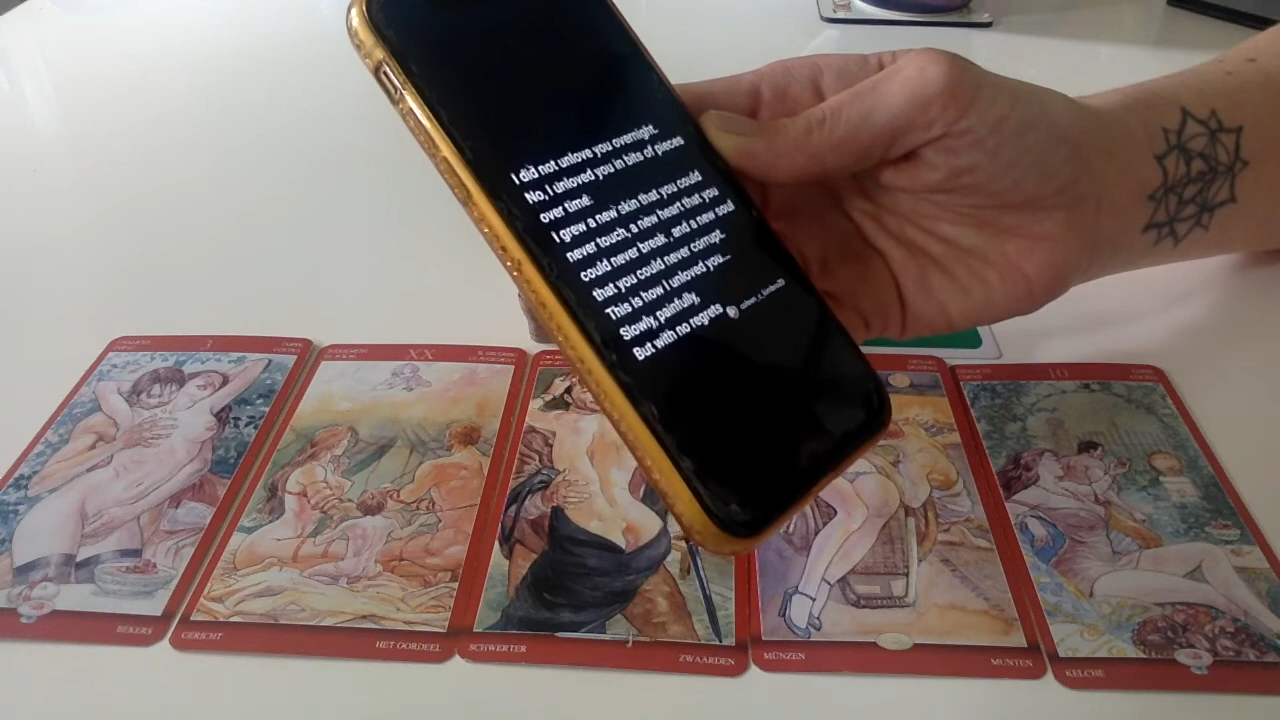 I did not unlove you overnight.
No, I unloved you in bits of pieces
over time:
I grew a new skin that you could
never touch, a new heart that you
could never break, and a new soul
that you could never corrupt.
This is how I unloved you...
Slowly, painfully,
But with no regrets
3
BEKERS
XX
GERICHT
HET OORDEEL
SCHWERTER
ZWAARDEN
MÜNZEN
MUNTEN
10
KELCHE